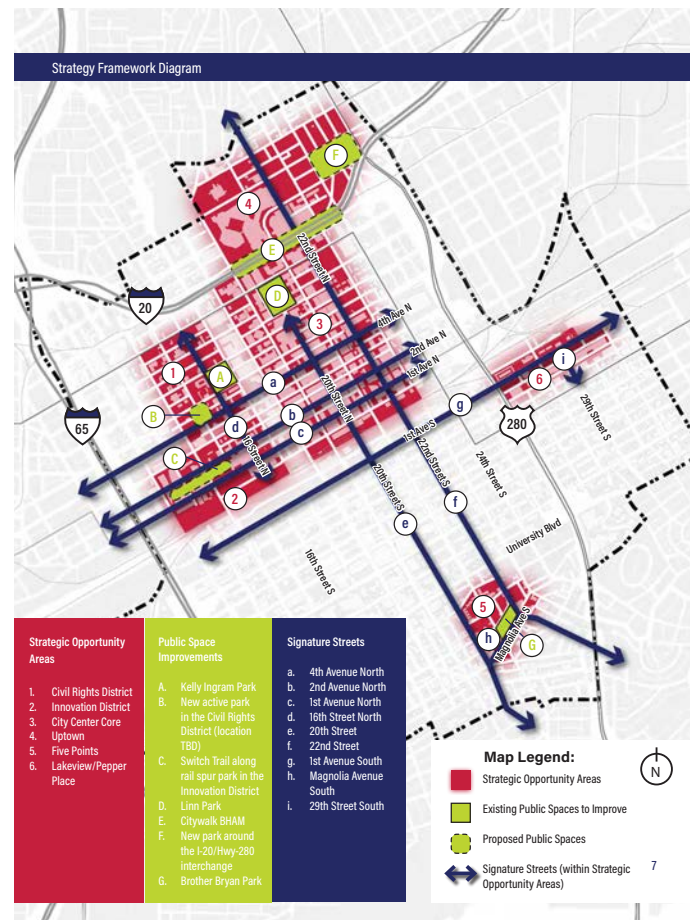 Strategy Framework Diagram
F
4
E
22nd Street N
20
D
3
4th Ave N
2nd Ave N
1st Ave N
1
A
a
20th Street N
i
6
B
b
g
29th Street S
65
d
c
280
C
16 Street N
1st Ave S
22nd Street S
24th Street S
2
20th Street S
f
e
University Blvd
16th Street S
5
h
Magnolia Ave S
G
Strategic Opportunity
Areas
1. Civil Rights District
2. Innovation District
3. City Center Core
4. Uptown
5. Five Points
6. Lakeview/Pepper
Place
Public Space
Improvements
A. Kelly Ingram Park
B. New active park
in the Civil Rights
District (location
TBD)
C. Switch Trail along
rail spur park in the
Innovation District
D. Linn Park
E. Citywalk BHAM
F. New park around
the I-20/Hwy-280
interchange
G. Brother Bryan Park
Signature Streets
a. 4th Avenue North
b. 2nd Avenue North
c. 1st Avenue North
d. 16th Street North
e. 20th Street
f. 22nd Street
g. 1st Avenue South
h. Magnolia Avenue
South
i. 29th Street South
Map Legend:
N
Strategic Opportunity Areas
Existing Public Spaces to Improve
Proposed Public Spaces
Signature Streets (within Strategic
Opportunity Areas)
7